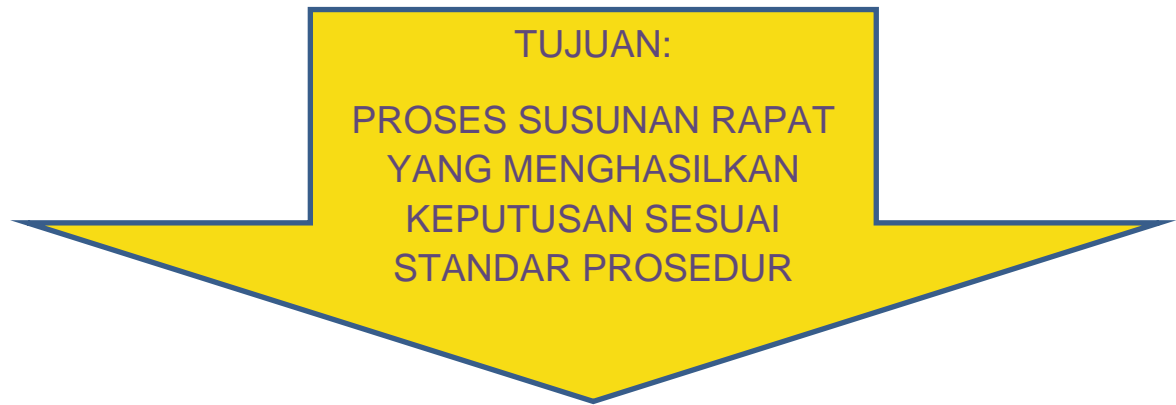 TUJUAN:
PROSES SUSUNAN RAPAT
YANG MENGHASILKAN
KEPUTUSAN SESUAI
STANDAR PROSEDUR